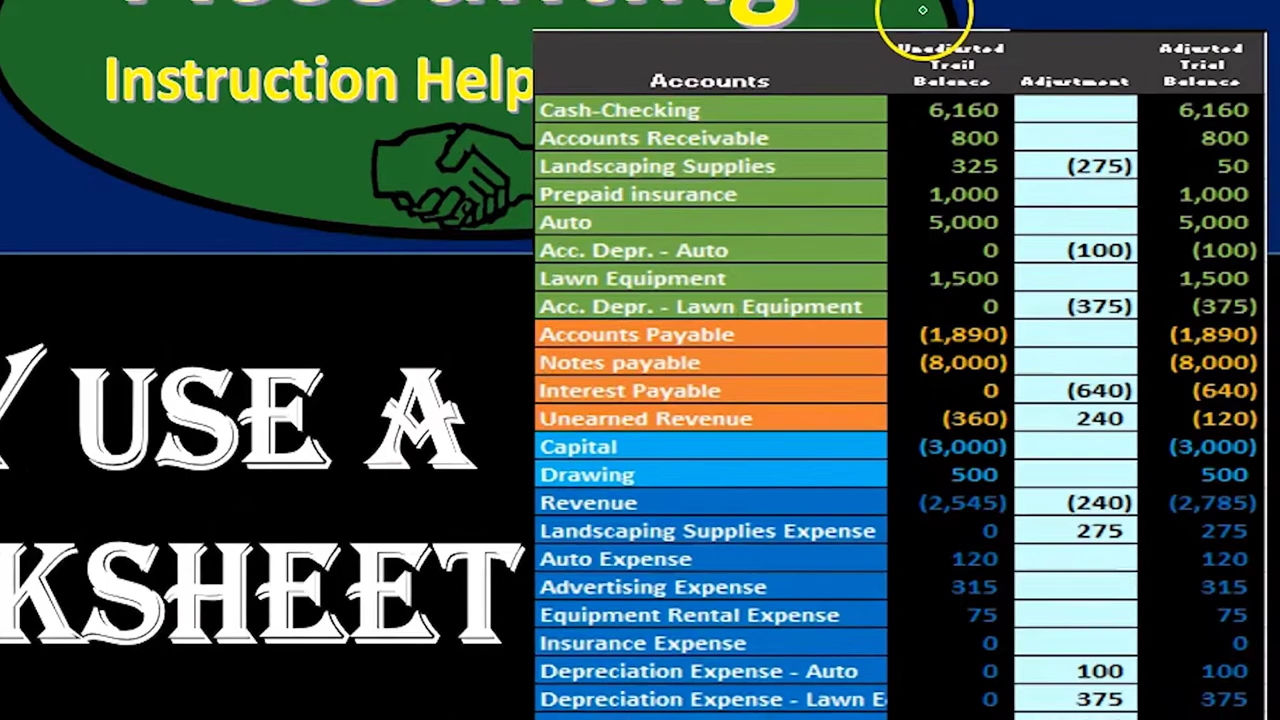 Accounting
Instruction Help
Y USE A
KSHEET
Accounts Unadjusted Trail Balance Adjustment Adjusted Trial Balance
Cash-Checking 6,160 6,160
Accounts Receivable 800 800
Landscaping Supplies 325 (275) 50
Prepaid insurance 1,000 1,000
Auto 5,000 5,000
Acc. Depr. - Auto 0 (100) (100)
Lawn Equipment 1,500 1,500
Acc. Depr. - Lawn Equipment 0 (375) (375)
Accounts Payable (1,890) (1,890)
Notes payable (8,000) (8,000)
Interest Payable 0 (640) (640)
Unearned Revenue (360) 240 (120)
Capital (3,000) (3,000)
Drawing 500 500
Revenue (2,545) (240) (2,785)
Landscaping Supplies Expense 0 275 275
Auto Expense 120 120
Advertising Expense 315 315
Equipment Rental Expense 75 75
Insurance Expense 0 0
Depreciation Expense - Auto 0 100 100
Depreciation Expense - Lawn E 0 375 375